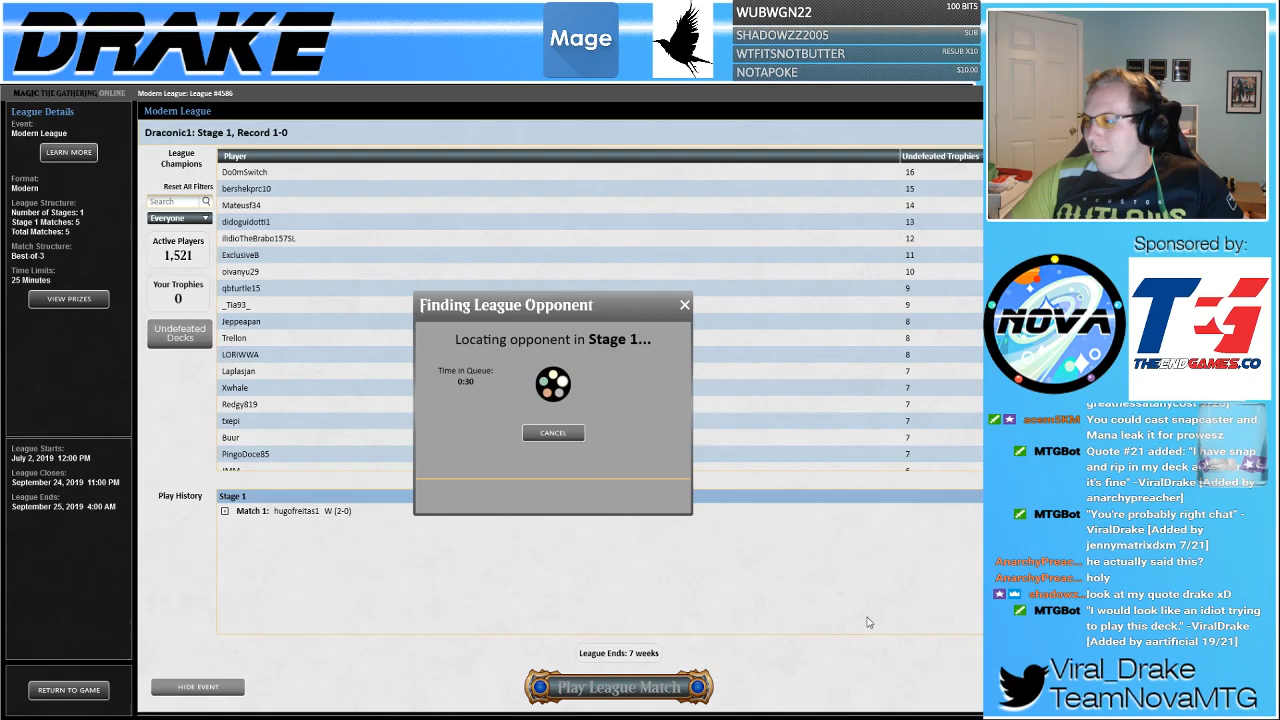 DRAKE
Mage
WUBWGN22 100 BITS
SHADOWZZ2005 SUB
WTFITSNOTBUTTER RESUB X10
NOTAPOKE $10.00
MAGIC THE GATHERING ONLINE
Modern League: League #4586
League Details
Event:
Modern League
LEARN MORE
Format:
Modern
League Structure:
Number of Stages: 1
Stage 1 Matches: 5
Total Matches: 5
Match Structure:
Best-of-3
Time Limits:
25 Minutes
VIEW PRIZES
League Starts:
July 2, 2019 12:00 PM
League Closes:
September 24, 2019 11:00 PM
League Ends:
September 25, 2019 4:00 AM
RETURN TO GAME
Modern League
Draconic1: Stage 1, Record 1-0
League
Champions
Reset All Filters
Search
Everyone
Active Players
1,521
Your Trophies
0
Undefeated
Decks
Player Undefeated Trophies
Do0mSwitch 16
bershekprc10 15
Mateusf34 14
didoguidotti1 13
ilidioTheBrabo157SL 12
ExclusiveB 11
oivanyu29 10
qbturtle15 9
_Tia93_ 9
Jeppeapan 8
Trellon 8
LORIWWA 8
Laplasjan 7
Xwhale 7
Redgy819 7
txepi 7
Buur 7
PingoDoce85 7
Finding League Opponent
Locating opponent in Stage 1...
Time in Queue:
0:30
CANCEL
Play History
Stage 1
Match 1: hugofreitas1 W (2-0)
League Ends: 7 weeks
HIDE EVENT
Play League Match
HOUSTON
OUTLAWS
Sponsored by:
NOVA
TEG
THEENDGAMES.CO
acemBKM You could cast snapcaster and
Mana leak it for prowesz
MTGBot Quote #21 added: "I have snap
and rip in my deck a
it's fine" -ViralDrake [Added by
anarchypreacher]
MTGBot "You're probably right chat" -
ViralDrake [Added by
jennymatrixdxm 7/21]
AnarchyPreac... he actually said this?
AnarchyPreac... holy
shadowz... look at my quote drake xD
MTGBot "I would look like an idiot trying
to play this deck." -ViralDrake
[Added by aartificial 19/21]
Viral_Drake
TeamNovaMTG